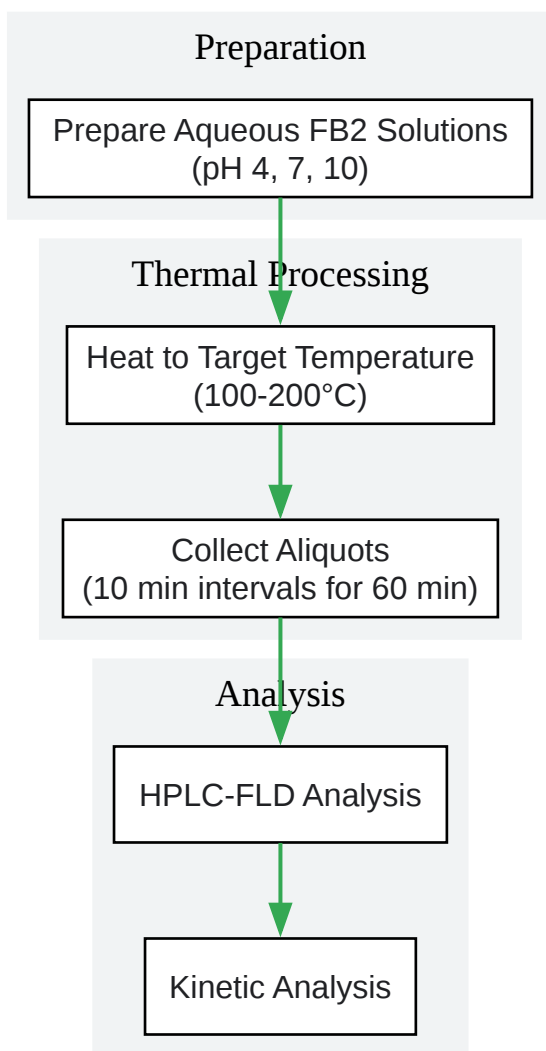 Preparation
Prepare Aqueous FB2 Solutions
(pH 4, 7, 10)
Thermal Processing
Heat to Target Temperature
(100-200°C)
Collect Aliquots
(10 min intervals for 60 min)
Analysis
HPLC-FLD Analysis
Kinetic Analysis